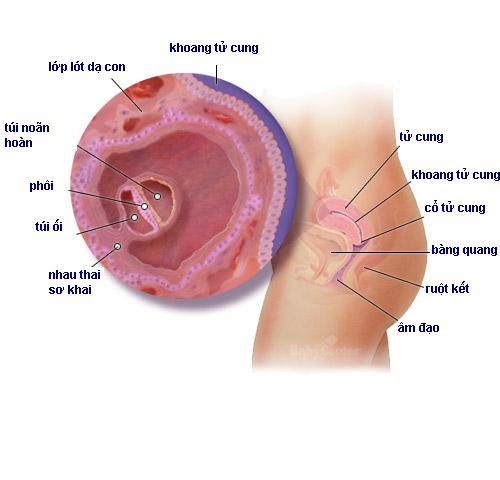 khoang tử cung
lớp lót dạ con
túi noãn
hoàn
phôi
túi ối
nhau thai
sơ khai
tử cung
khoang tử cung
cổ tử cung
bàng quang
ruột kết
âm đạo
BabyCenter